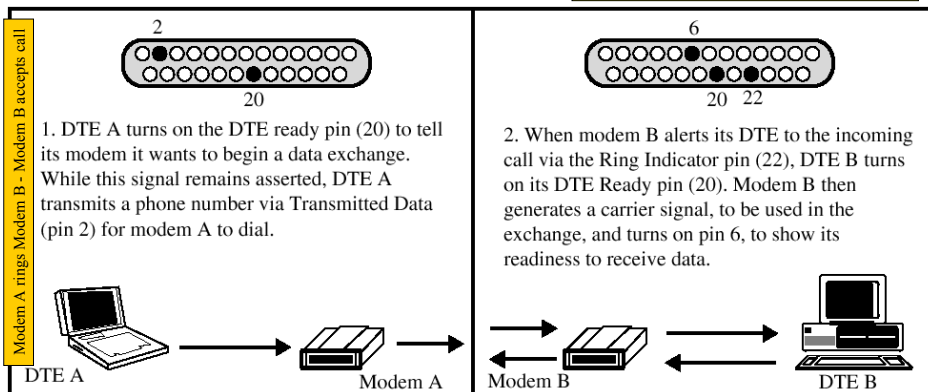 Modem A rings Modem B - Modem B accepts call
2
20
1. DTE A turns on the DTE ready pin (20) to tell
its modem it wants to begin a data exchange.
While this signal remains asserted, DTE A
transmits a phone number via Transmitted Data
(pin 2) for modem A to dial.
DTE A
Modem A
6
20 22
2. When modem B alerts its DTE to the incoming
call via the Ring Indicator pin (22), DTE B turns
on its DTE Ready pin (20). Modem B then
generates a carrier signal, to be used in the
exchange, and turns on pin 6, to show its
readiness to receive data.
Modem B
DTE B